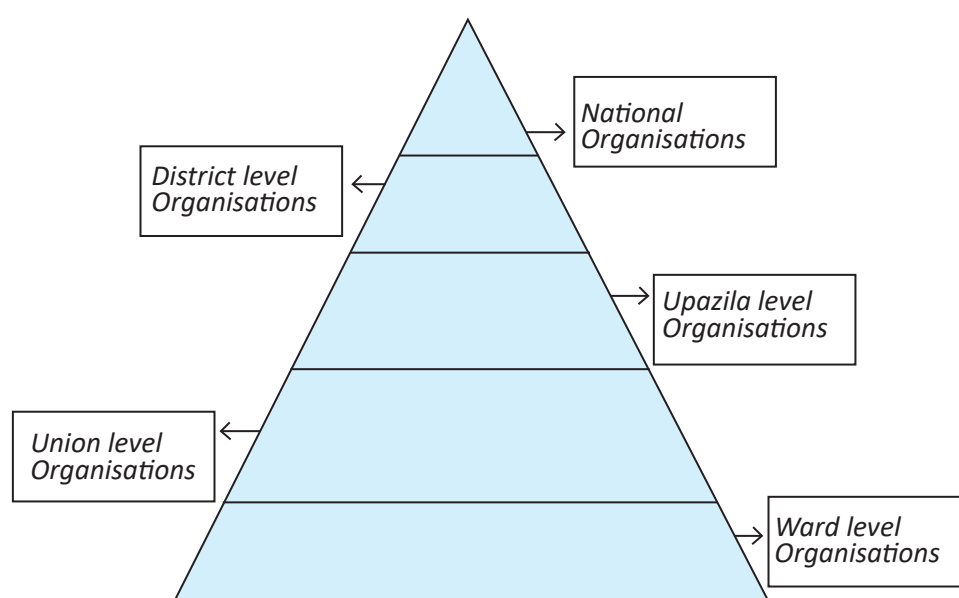 National
Organisations
District level
Organisations
Upazila level
Organisations
Union level
Organisations
Ward level
Organisations